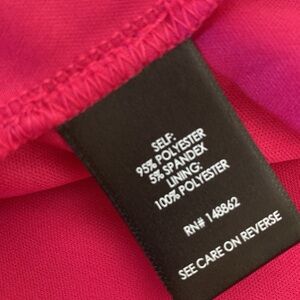 SELF:
95% POLYESTER
5% SPANDEX
LINING:
100% POLYESTER
RN# 148862
SEE CARE ON REVERSE